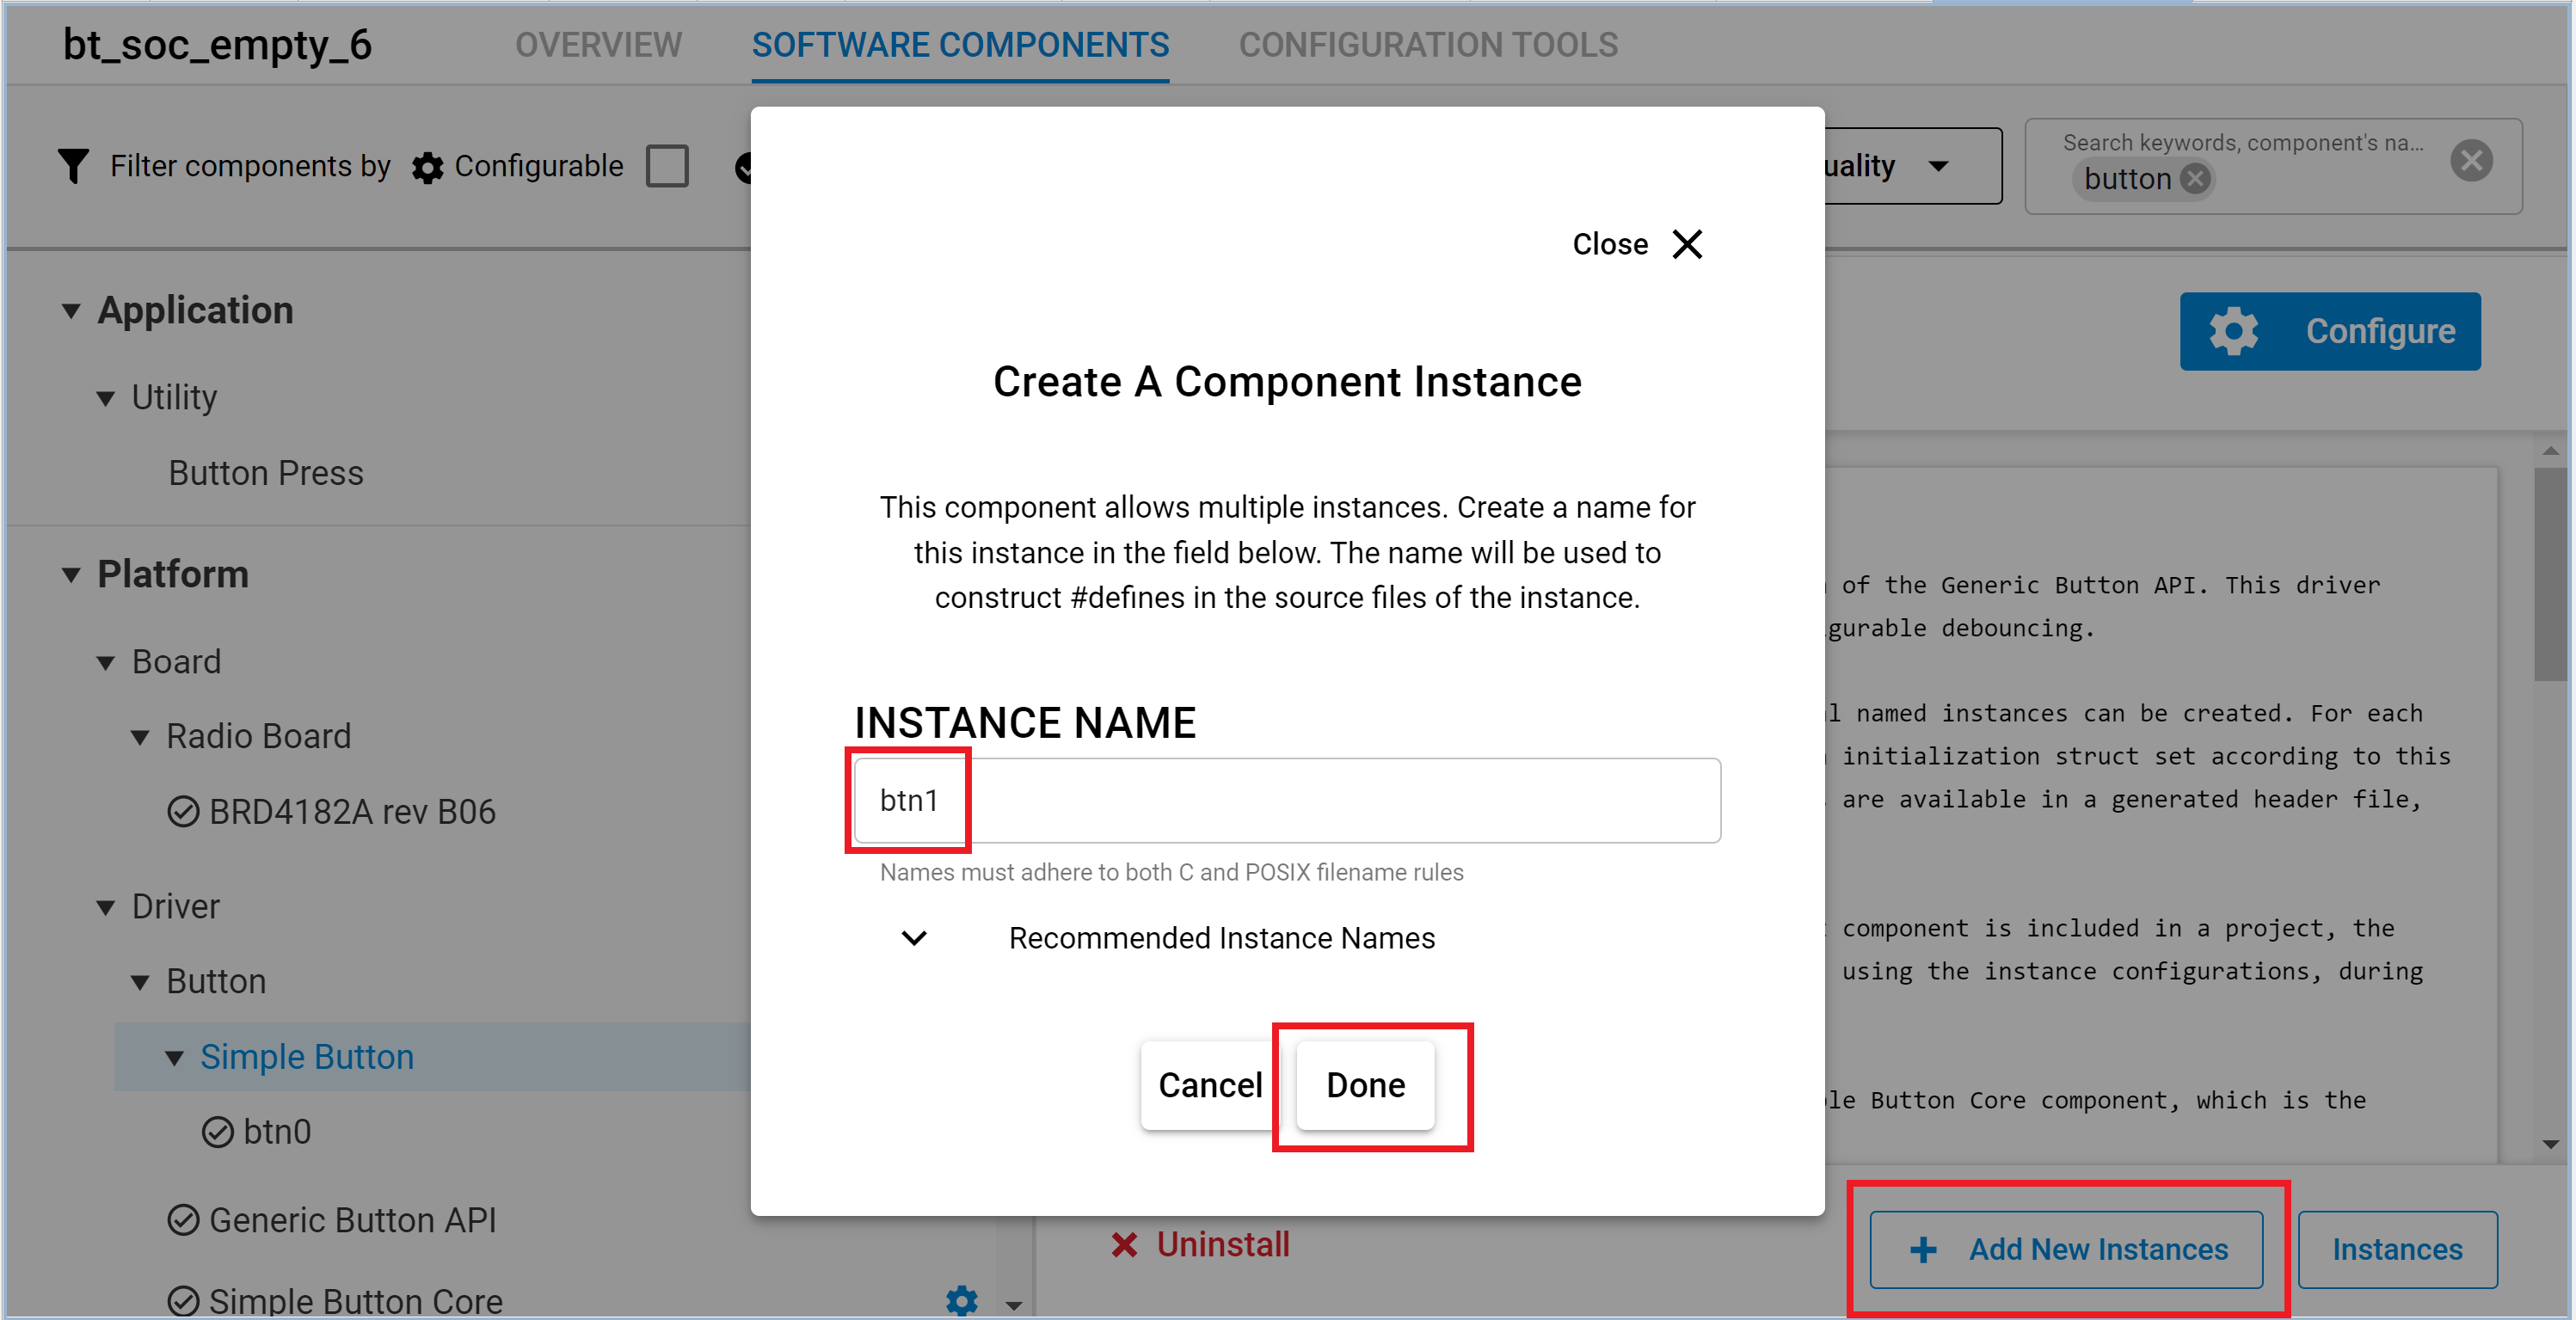 bt_soc_empty_6
OVERVIEW
SOFTWARE COMPONENTS
CONFIGURATION TOOLS
Filter components by
Configurable
uality
Search keywords, component's na...
button
Application
Utility
Button Press
Platform
Board
Radio Board
BRD4182A rev B06
Driver
Button
Simple Button
btn0
Generic Button API
Simple Button Core
Close
Create A Component Instance
This component allows multiple instances. Create a name for
this instance in the field below. The name will be used to
construct #defines in the source files of the instance.
INSTANCE NAME
btn1
Names must adhere to both C and POSIX filename rules
Recommended Instance Names
Cancel
Done
Configure
of the Generic Button API. This driver
gurable debouncing.
l named instances can be created. For each
initialization struct set according to this
are available in a generated header file,
component is included in a project, the
using the instance configurations, during
le Button Core component, which is the
Uninstall
Add New Instances
Instances